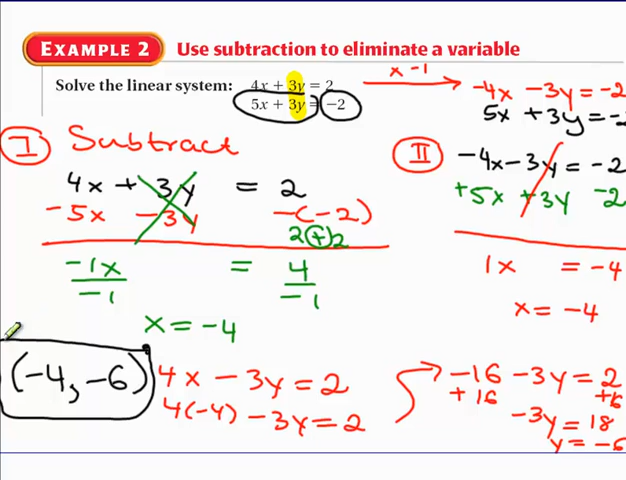 EXAMPLE 2 Use subtraction to eliminate a variable
Solve the linear system: 4x + 3y = 2
5x + 3y = −2
x −1
−4x −3y = −2
5x +3y = −2
I Subtract
4x + 3y = 2
−5x −3y −(−2)
2+2
−1x = 4
−1 −1
x = −4
II
−4x−3y = −2
+5x +3y −2
1x = −4
x = −4
(−4, −6)
4x − 3y = 2
4(−4) − 3y = 2
−16 −3y = 2
+16 +16
−3y = 18
y = −6